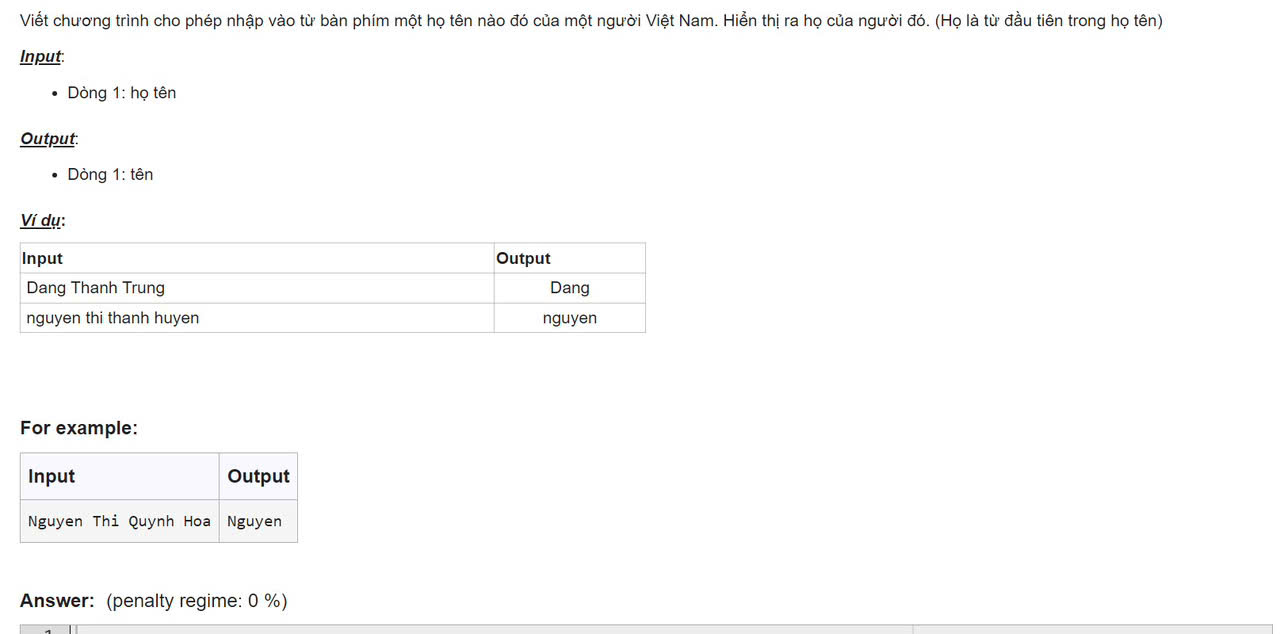 Viết chương trình cho phép nhập vào từ bàn phím một họ tên nào đó của một người Việt Nam. Hiển thị ra họ của người đó. (Họ là từ đầu tiên trong họ tên)
Input:
• Dòng 1: họ tên
Output:
• Dòng 1: tên
Ví dụ:
Input Output
Dang Thanh Trung Dang
nguyen thi thanh huyen nguyen
For example:
Input Output
Nguyen Thi Quynh Hoa Nguyen
Answer: (penalty regime: 0 %)
1